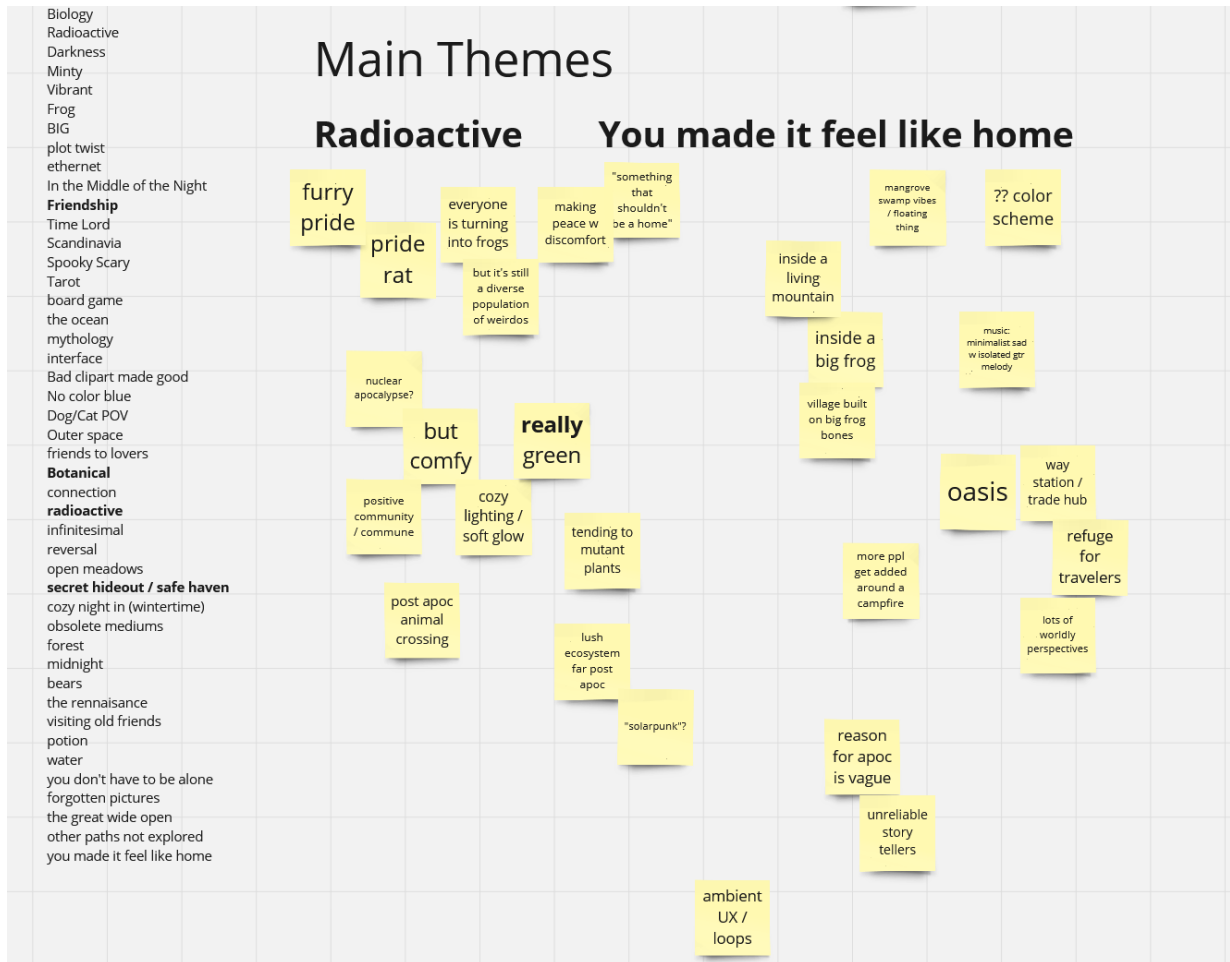 Biology
Radioactive
Darkness
Minty
Vibrant
Frog
BIG
plot twist
ethernet
In the Middle of the Night
Friendship
Time Lord
Scandinavia
Spooky Scary
Tarot
board game
the ocean
mythology
interface
Bad clipart made good
No color blue
Dog/Cat POV
Outer space
friends to lovers
Botanical
connection
radioactive
infinitesimal
reversal
open meadows
secret hideout / safe haven
cozy night in (wintertime)
obsolete mediums
forest
midnight
bears
the rennaisance
visiting old friends
potion
water
you don't have to be alone
forgotten pictures
the great wide open
other paths not explored
you made it feel like home
Main Themes
Radioactive
You made it feel like home
furry
pride
pride
rat
everyone
is turning
into frogs
but it's still
a diverse
population
of weirdos
making
peace w
discomfort
"something
that
shouldn't
be a home"
nuclear
apocalypse?
but
comfy
really
green
positive
community
/ commune
cozy
lighting /
soft glow
tending to
mutant
plants
post apoc
animal
crossing
lush
ecosystem
far post
apoc
"solarpunk"?
mangrove
swamp vibes
/ floating
thing
?? color
scheme
inside a
living
mountain
inside a
big frog
village built
on big frog
bones
music:
minimalist sad
w isolated gtr
melody
oasis
way
station /
trade hub
refuge
for
travelers
lots of
worldly
perspectives
more ppl
get added
around a
campfire
reason
for apoc
is vague
unreliable
story
tellers
ambient
UX /
loops